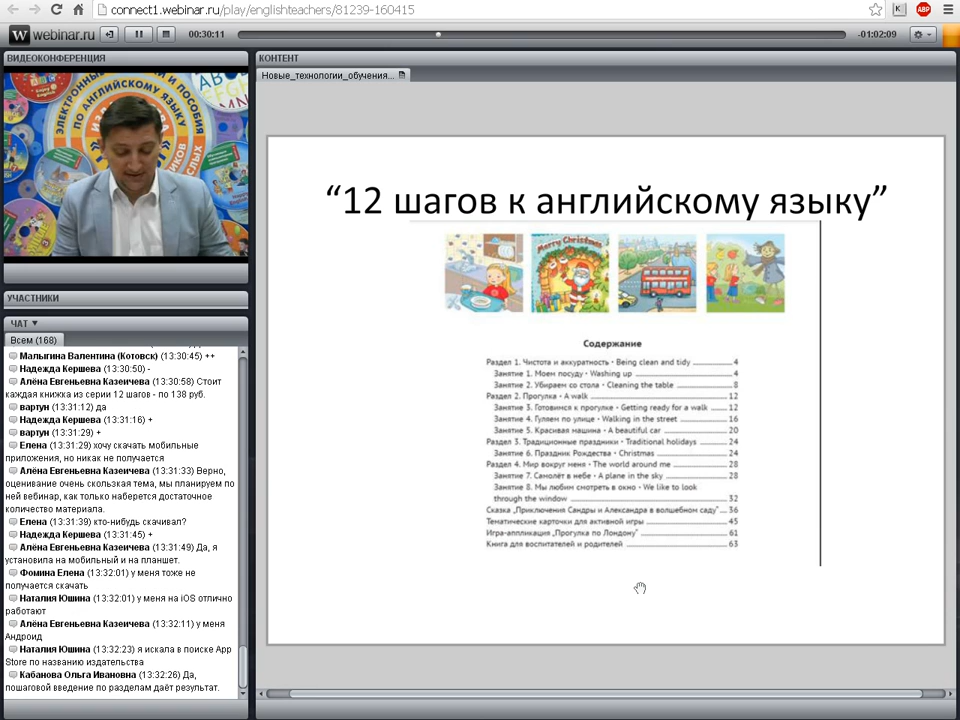 connect1.webinar.ru/play/englishteachers/81239-160415
K
ABP
W webinar.ru
00:30:11
-01:02:09
ВИДЕОКОНФЕРЕНЦИЯ
ЭЛЕКТРОННЫЕ
И ПОСОБИЯ
ПО АНГЛИЙСКОМУ ЯЗЫКУ
УЧАСТНИКИ
ЧАТ
Всем (168)
Малыгина Валентина (Котовск) (13:30:45) ++
Надежда Кершева (13:30:50) -
Алёна Евгеньевна Казеичева (13:30:58) Стоит
каждая книжка из серии 12 шагов - по 138 руб.
вартун (13:31:12) да
Надежда Кершева (13:31:16) +
вартун (13:31:29) +
Елена (13:31:29) хочу скачать мобильные
приложения, но никак не получается
Алёна Евгеньевна Казеичева (13:31:33) Верно,
оценивание очень скользкая тема, мы планируем по
ней вебинар, как только наберется достаточное
количество материала.
Елена (13:31:39) кто-нибудь скачивал?
Надежда Кершева (13:31:45) +
Алёна Евгеньевна Казеичева (13:31:49) Да, я
установила на мобильный и на планшет.
Фомина Елена (13:32:01) у меня тоже не
получается скачать
Наталия Юшина (13:32:01) у меня на iOS отлично
работают
Алёна Евгеньевна Казеичева (13:32:11) у меня
Андроид
Наталия Юшина (13:32:23) я искала в поиске App
Store по названию издательства
Кабанова Ольга Ивановна (13:32:26) Да,
пошаговой введение по разделам даёт результат.
КОНТЕНТ
Новые_технологии_обучения...
“12 шагов к английскому языку”
Merry Christmas
Содержание
Раздел 1. Чистота и аккуратность • Being clean and tidy 4
Занятие 1. Моем посуду • Washing up 4
Занятие 2. Убираем со стола • Cleaning the table 8
Раздел 2. Прогулка • A walk 12
Занятие 3. Готовимся к прогулке • Getting ready for a walk 12
Занятие 4. Гуляем по улице • Walking in the street 16
Занятие 5. Красивая машина • A beautiful car 20
Раздел 3. Традиционные праздники • Traditional holidays 24
Занятие 6. Праздник Рождества • Christmas 24
Раздел 4. Мир вокруг меня • The world around me 28
Занятие 7. Самолёт в небе • A plane in the sky 28
Занятие 8. Мы любим смотреть в окно • We like to look
through the window 32
Сказка „Приключения Сандры и Александра в волшебном саду” 36
Тематические карточки для активной игры 45
Игра-аппликация „Прогулка по Лондону” 61
Книга для воспитателей и родителей 63